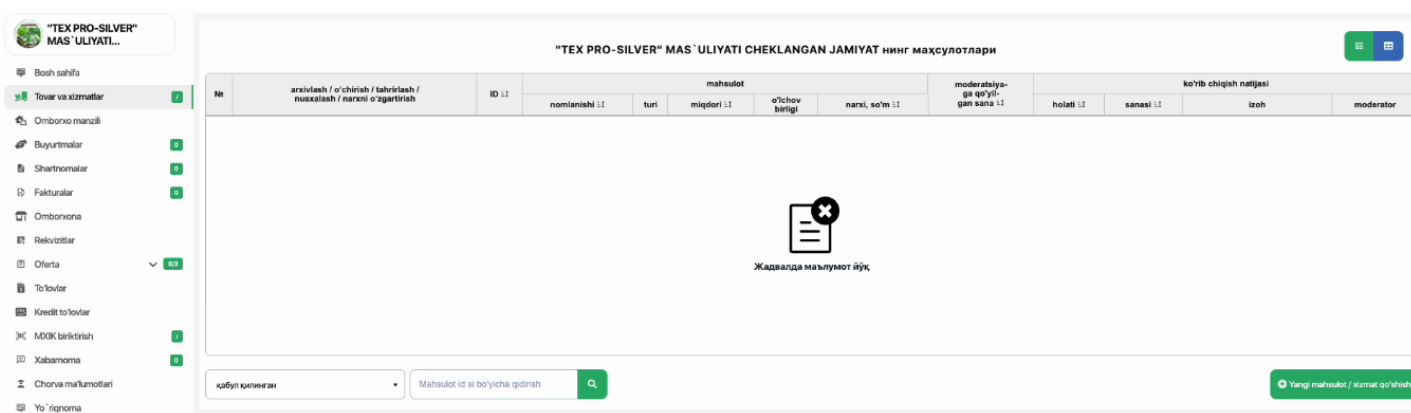 "TEX PRO-SILVER"
MAS`ULIYATI...
Bosh sahifa
Tovar va xizmatlar 7
Omborxo manzili
Buyurtmalar 0
Shartnomalar 0
Fakturalar 0
Omborxona
Rekvizitlar
Oferta 0/2
To'lovlar
Kredit to'lovlar
MXIK biriktirish 7
Xabarnoma 0
Chorva ma'lumotlari
Yo`riqnoma
"TEX PRO-SILVER" MAS`ULIYATI CHEKLANGAN JAMIYAT нинг маҳсулотлари
№
arxivlash / o'chirish / tahrirlash /
nusxalash / narxni o'zgartirish
ID
mahsulot
nomlanishi
turi
miqdori
o'lchov
birligi
narxi, so'm
moderatsiya-
ga qo'yil-
gan sana
ko'rib chiqish natijasi
holati
sanasi
izoh
moderator
Жадвалда маълумот йўқ
қабул қилинган
Mahsulot id si bo'yicha qidirish
Yangi mahsulot / xizmat qo'shish